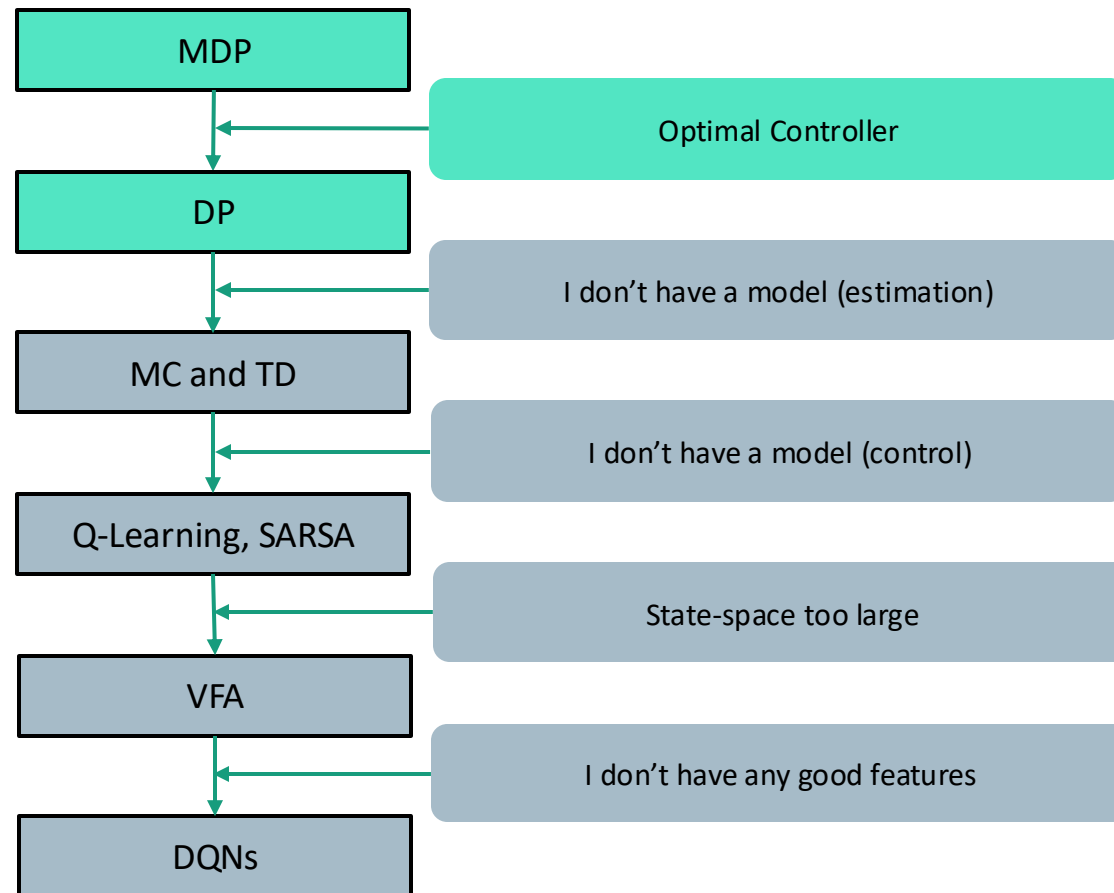 MDP
Optimal Controller
DP
I don’t have a model (estimation)
MC and TD
I don’t have a model (control)
Q-Learning, SARSA
State-space too large
VFA
I don’t have any good features
DQNs